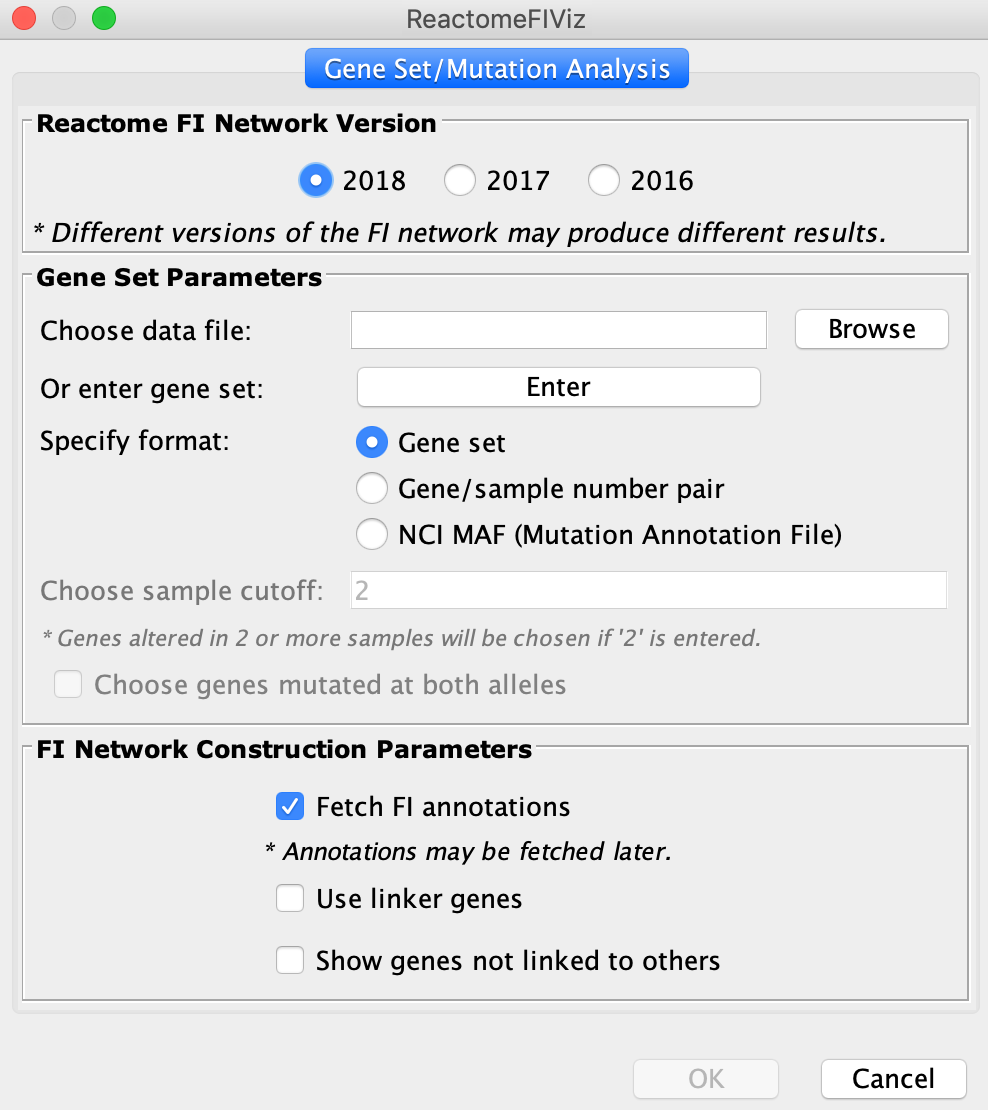 ReactomeFIViz
Gene Set/Mutation Analysis
Reactome FI Network Version
2018 2017 2016
* Different versions of the FI network may produce different results.
Gene Set Parameters
Choose data file: Browse
Or enter gene set: Enter
Specify format: Gene set
Gene/sample number pair
NCI MAF (Mutation Annotation File)
Choose sample cutoff: 2
* Genes altered in 2 or more samples will be chosen if '2' is entered.
Choose genes mutated at both alleles
FI Network Construction Parameters
Fetch FI annotations
* Annotations may be fetched later.
Use linker genes
Show genes not linked to others
OK Cancel